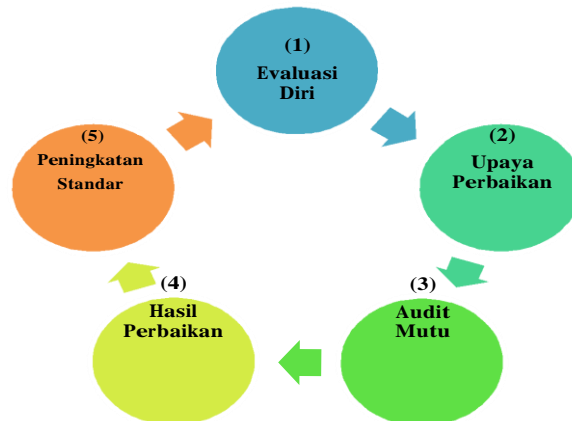 (1)
Evaluasi
Diri
(2)
Upaya
Perbaikan
(3)
Audit
Mutu
(4)
Hasil
Perbaikan
(5)
Peningkatan
Standar